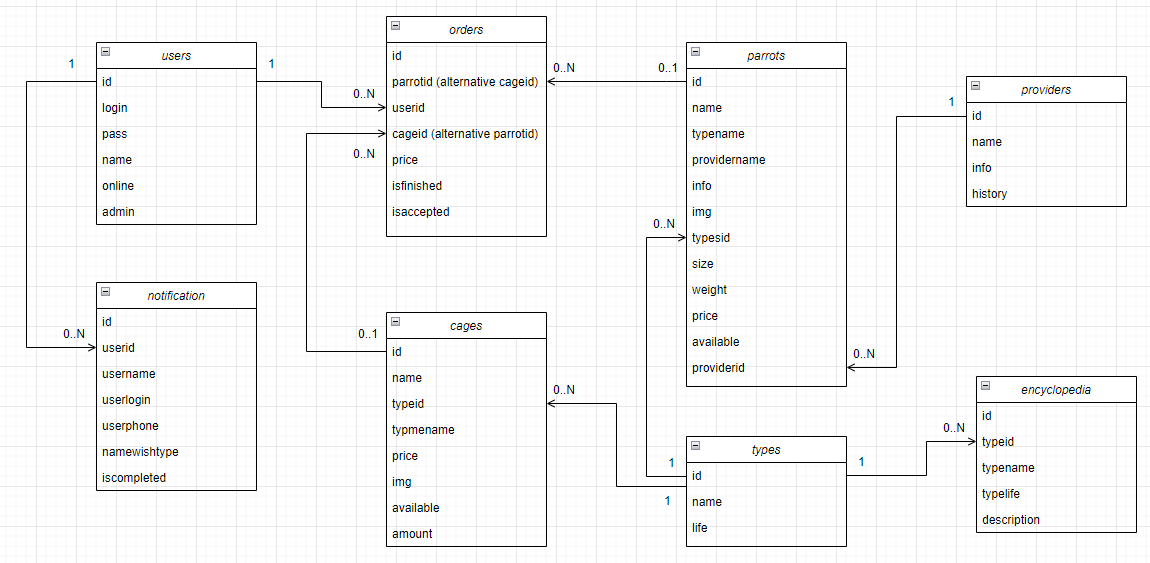 users
id
login
pass
name
online
admin
1
1
0..N
orders
id
parrotid (alternative cageid)
userid
cageid (alternative parrotid)
price
isfinished
isaccepted
0..N
0..N
0..1
parrots
id
name
typename
providername
info
img
typesid
size
weight
price
available
providerid
0..N
0..N
1
providers
id
name
info
history
notification
id
userid
username
userlogin
userphone
namewishtype
iscompleted
0..N
0..1
cages
id
name
typeid
typmename
price
img
available
amount
0..N
1
1
types
id
name
life
1
0..N
encyclopedia
id
typeid
typename
typelife
description